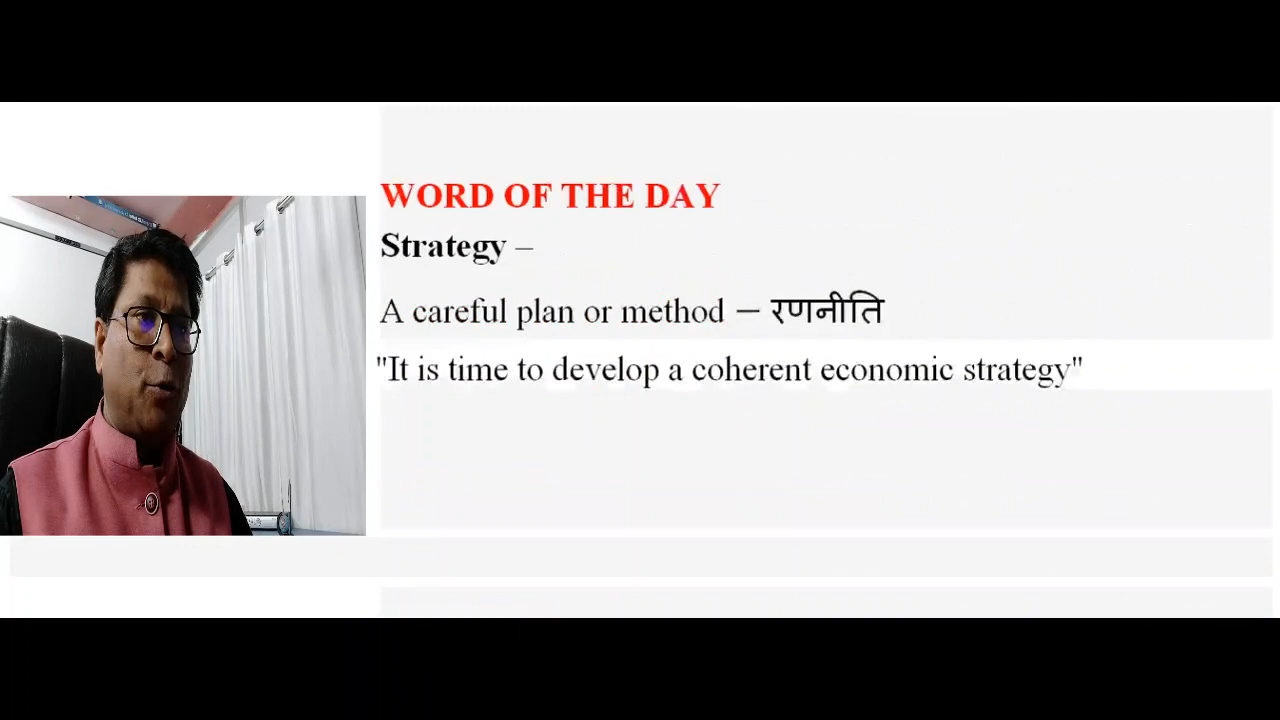 WORD OF THE DAY
Strategy –
A careful plan or method – रणनीति
"It is time to develop a coherent economic strategy"